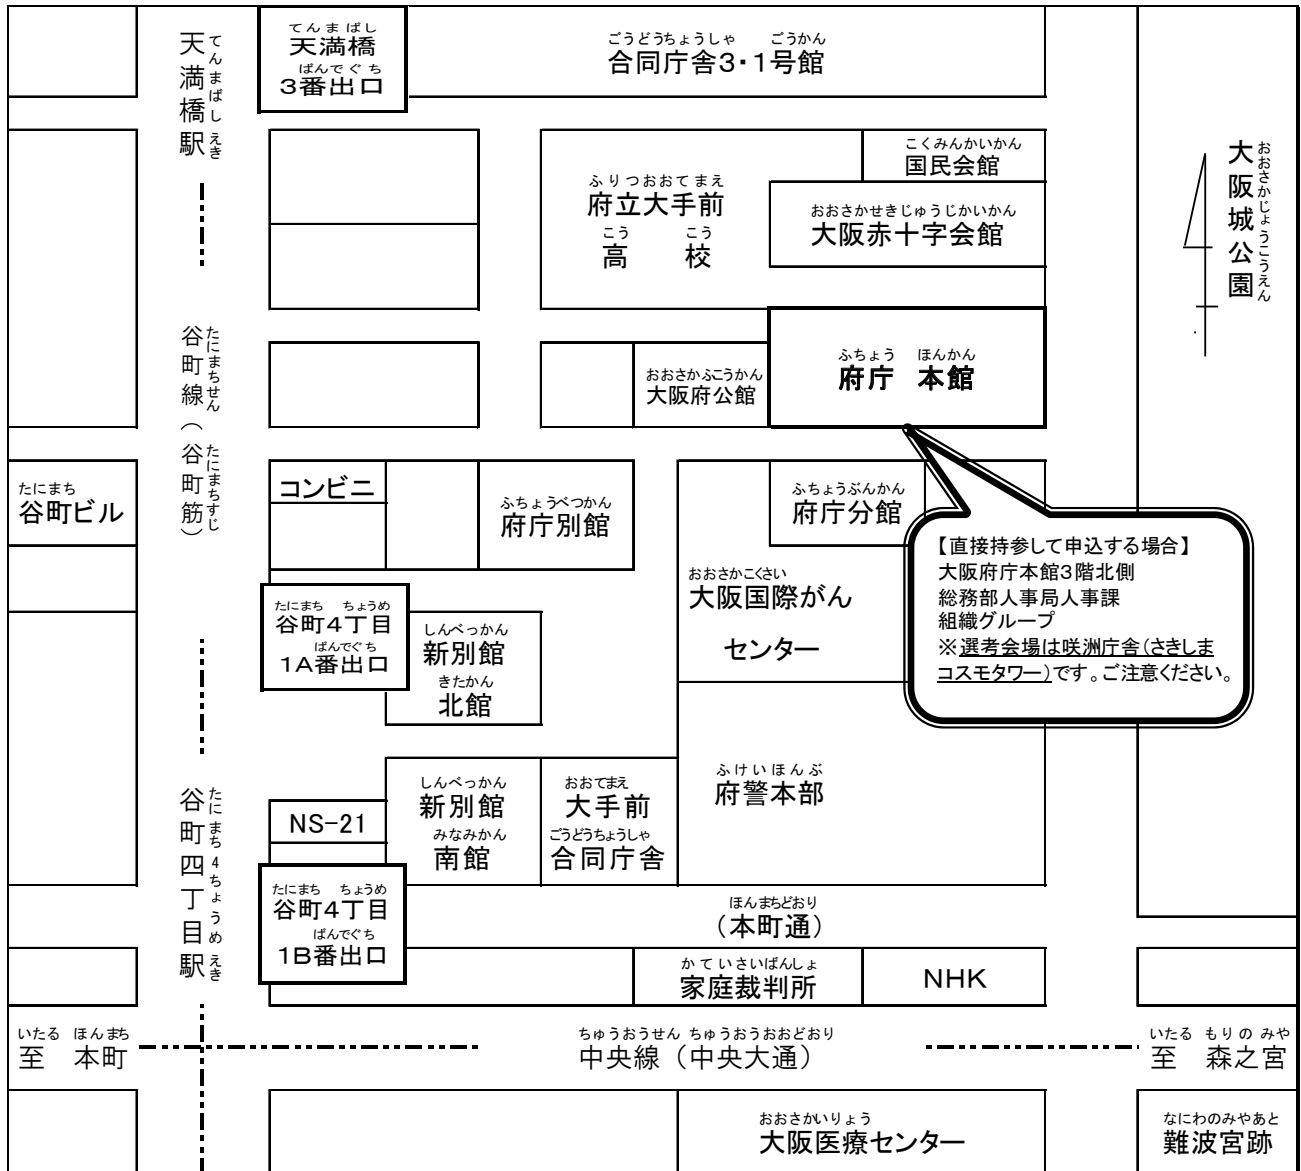 てんまばし
天満橋
ばんでぐち
3番出口
ごうどうちょうしゃ ごうかん
合同庁舎3・1号館
天満橋駅
てんまばしえき
こくみんかいかん
国民会館
ふりつおおてまえ
府立大手前
こう こう
高 校
おおさかせきじゅうじかいかん
大阪赤十字会館
大阪城公園
おおさかじょうこうえん
谷町線(谷町筋)
たにまちせん たにまちすじ
おおさかふこうかん
大阪府公館
ふちょう ほんかん
府庁 本館
たにまち
谷町ビル
コンビニ
ふちょうべつかん
府庁別館
ふちょうぶんかん
府庁分館
【直接持参して申込する場合】
大阪府庁本館3階北側
総務部人事局人事課
組織グループ
※選考会場は咲洲庁舎(さきしま
コスモタワー)です。ご注意ください。
おおさかこくさい
大阪国際がん
センター
たにまち ちょうめ
谷町4丁目
ばんでぐち
1A番出口
しんべっかん
新別館
きたかん
北館
ふけいほんぶ
府警本部
谷町四丁目駅
たにまち4ちょうめえき
NS-21
しんべっかん
新別館
みなみかん
南館
おおてまえ
大手前
ごうどうちょうしゃ
合同庁舎
たにまち ちょうめ
谷町4丁目
ばんでぐち
1B番出口
ほんまちどおり
(本町通)
かていさいばんしょ
家庭裁判所
NHK
いたる ほんまち
至 本町
ちゅうおうせん ちゅうおうおおどおり
中央線(中央大通)
いたる もりのみや
至 森之宮
おおさかいりょう
大阪医療センター
なにわのみやあと
難波宮跡